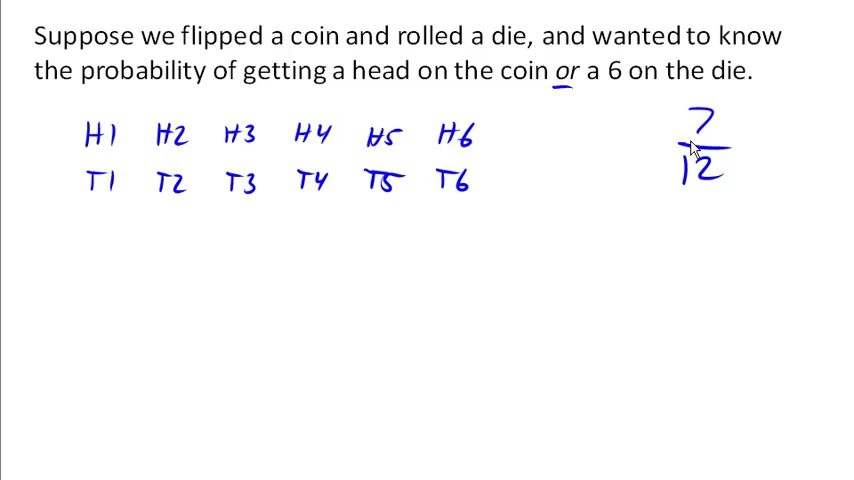 Suppose we flipped a coin and rolled a die, and wanted to know
the probability of getting a head on the coin or a 6 on the die.
H1 H2 H3 H4 H5 H6
T1 T2 T3 T4 T5 T6
7
12